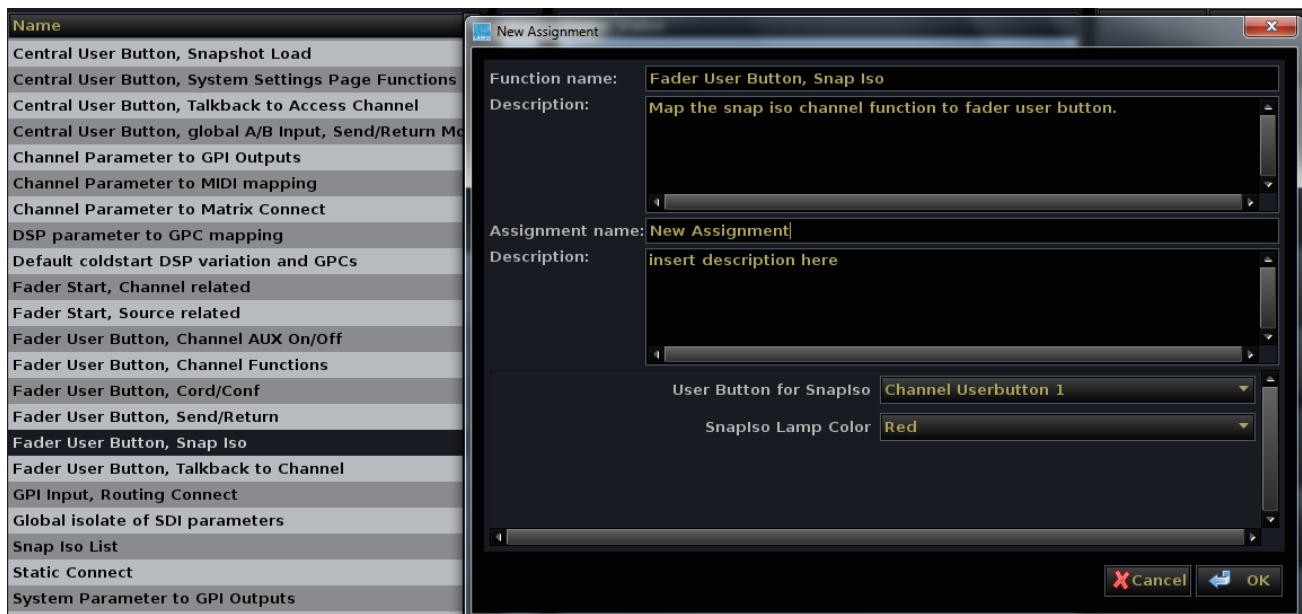 Name
Central User Button, Snapshot Load
Central User Button, System Settings Page Functions
Central User Button, Talkback to Access Channel
Central User Button, global A/B Input, Send/Return Mo
Channel Parameter to GPI Outputs
Channel Parameter to MIDI mapping
Channel Parameter to Matrix Connect
DSP parameter to GPC mapping
Default coldstart DSP variation and GPCs
Fader Start, Channel related
Fader Start, Source related
Fader User Button, Channel AUX On/Off
Fader User Button, Channel Functions
Fader User Button, Cord/Conf
Fader User Button, Send/Return
Fader User Button, Snap Iso
Fader User Button, Talkback to Channel
GPI Input, Routing Connect
Global isolate of SDI parameters
Snap Iso List
Static Connect
System Parameter to GPI Outputs
New Assignment
Function name: Fader User Button, Snap Iso
Description: Map the snap iso channel function to fader user button.
Assignment name: New Assignment
Description: insert description here
User Button for SnapIso Channel Userbutton 1
SnapIso Lamp Color Red
Cancel OK